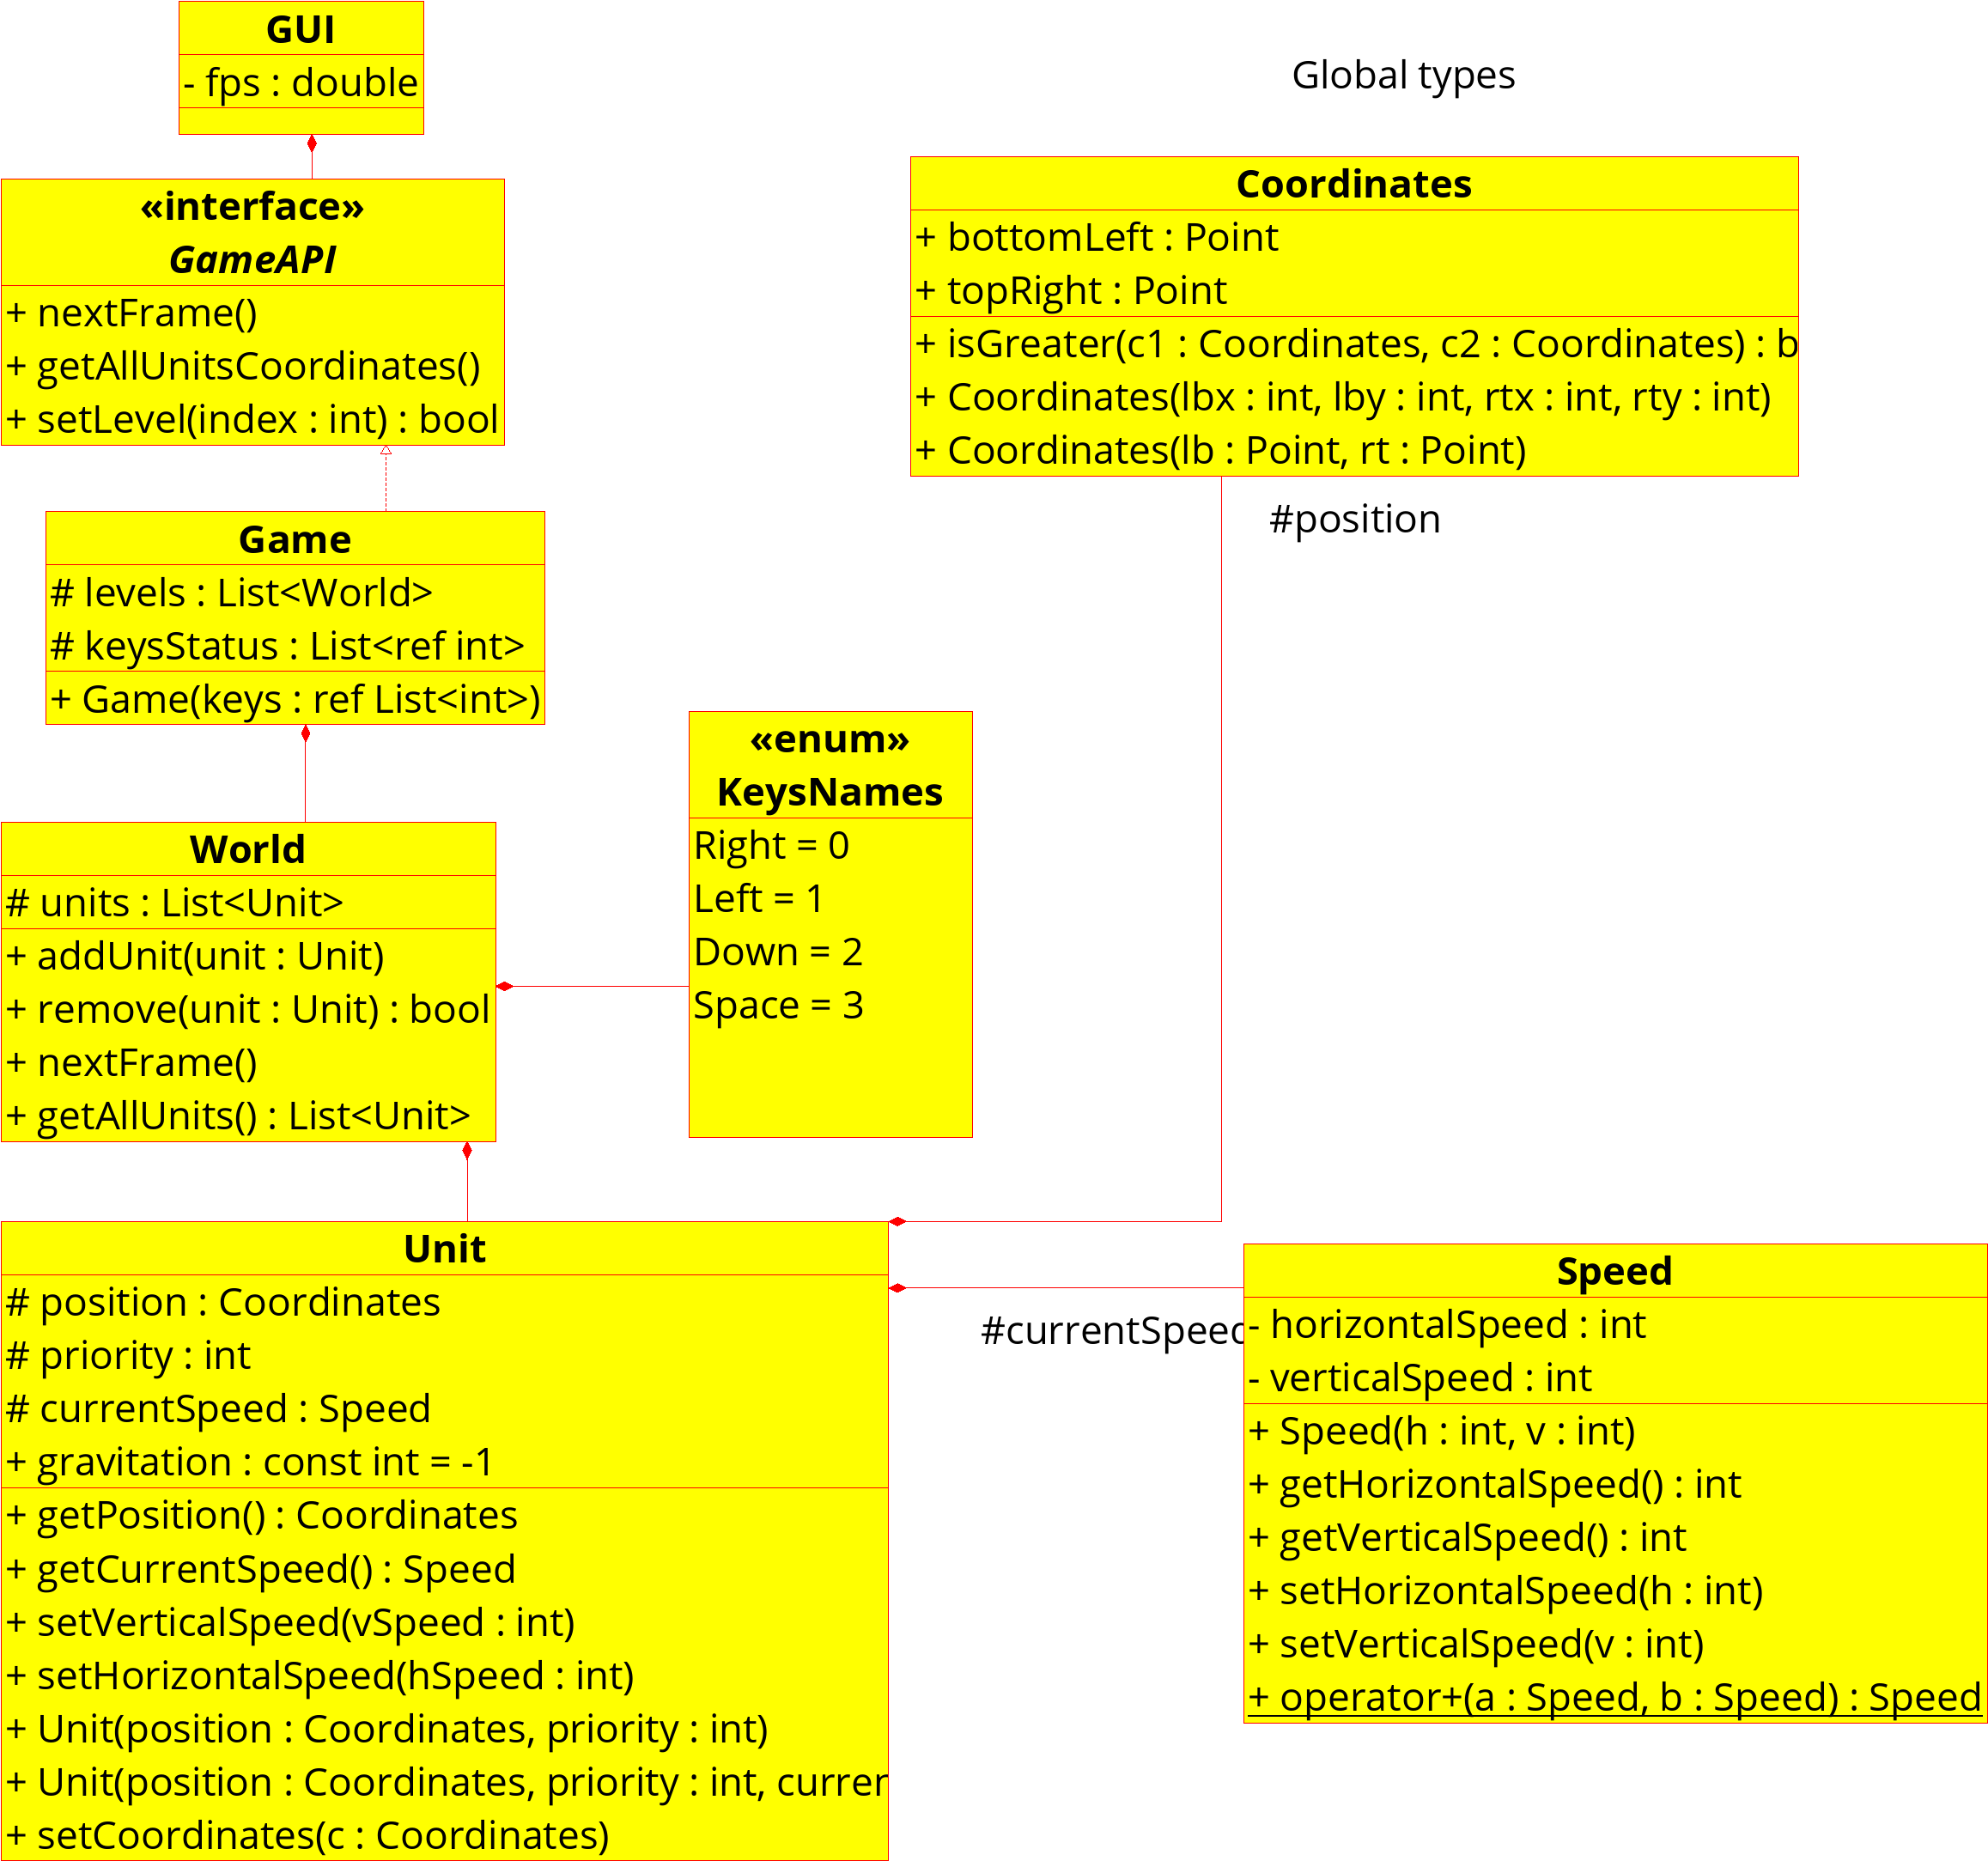 GUI
- fps : double
Global types
«interface»
GameAPI
+ nextFrame()
+ getAllUnitsCoordinates()
+ setLevel(index : int) : bool
Coordinates
+ bottomLeft : Point
+ topRight : Point
+ isGreater(c1 : Coordinates, c2 : Coordinates) : b
+ Coordinates(lbx : int, lby : int, rtx : int, rty : int)
+ Coordinates(lb : Point, rt : Point)
#position
Game
# levels : List<World>
# keysStatus : List<ref int>
+ Game(keys : ref List<int>)
«enum»
KeysNames
Right = 0
Left = 1
Down = 2
Space = 3
World
# units : List<Unit>
+ addUnit(unit : Unit)
+ remove(unit : Unit) : bool
+ nextFrame()
+ getAllUnits() : List<Unit>
Unit
# position : Coordinates
# priority : int
# currentSpeed : Speed
+ gravitation : const int = -1
+ getPosition() : Coordinates
+ getCurrentSpeed() : Speed
+ setVerticalSpeed(vSpeed : int)
+ setHorizontalSpeed(hSpeed : int)
+ Unit(position : Coordinates, priority : int)
+ Unit(position : Coordinates, priority : int, curren
+ setCoordinates(c : Coordinates)
#currentSpeed
Speed
- horizontalSpeed : int
- verticalSpeed : int
+ Speed(h : int, v : int)
+ getHorizontalSpeed() : int
+ getVerticalSpeed() : int
+ setHorizontalSpeed(h : int)
+ setVerticalSpeed(v : int)
+ operator+(a : Speed, b : Speed) : Speed